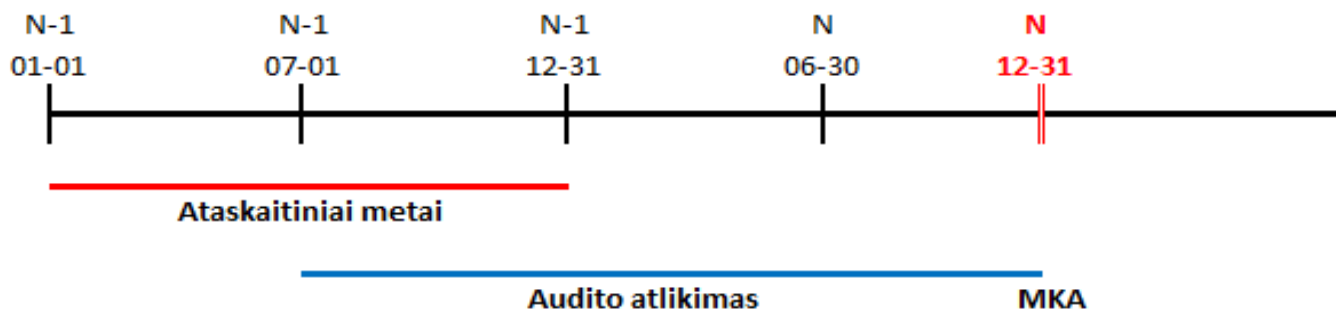 N-1 N-1 N-1 N N
01-01 07-01 12-31 06-30 12-31
Ataskaitiniai metai
Audito atlikimas MKA